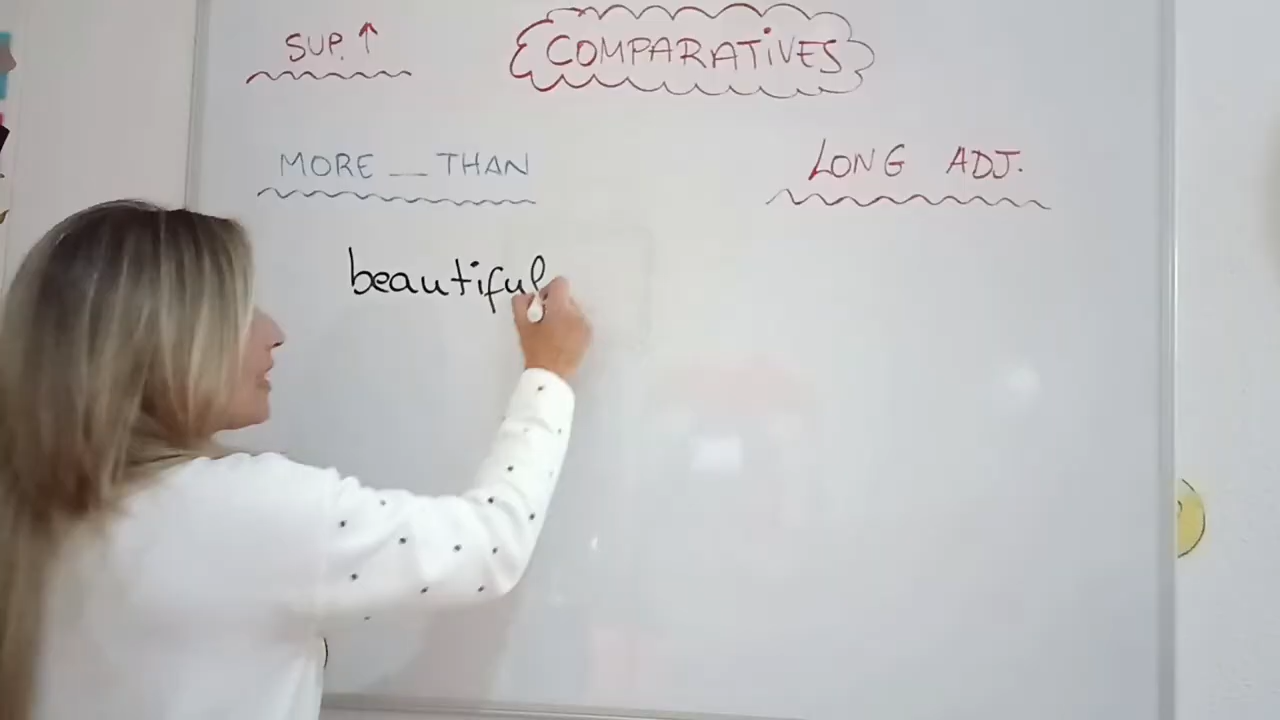 SUP. ↑
COMPARATIVES
MORE __ THAN
LONG ADJ.
beautiful